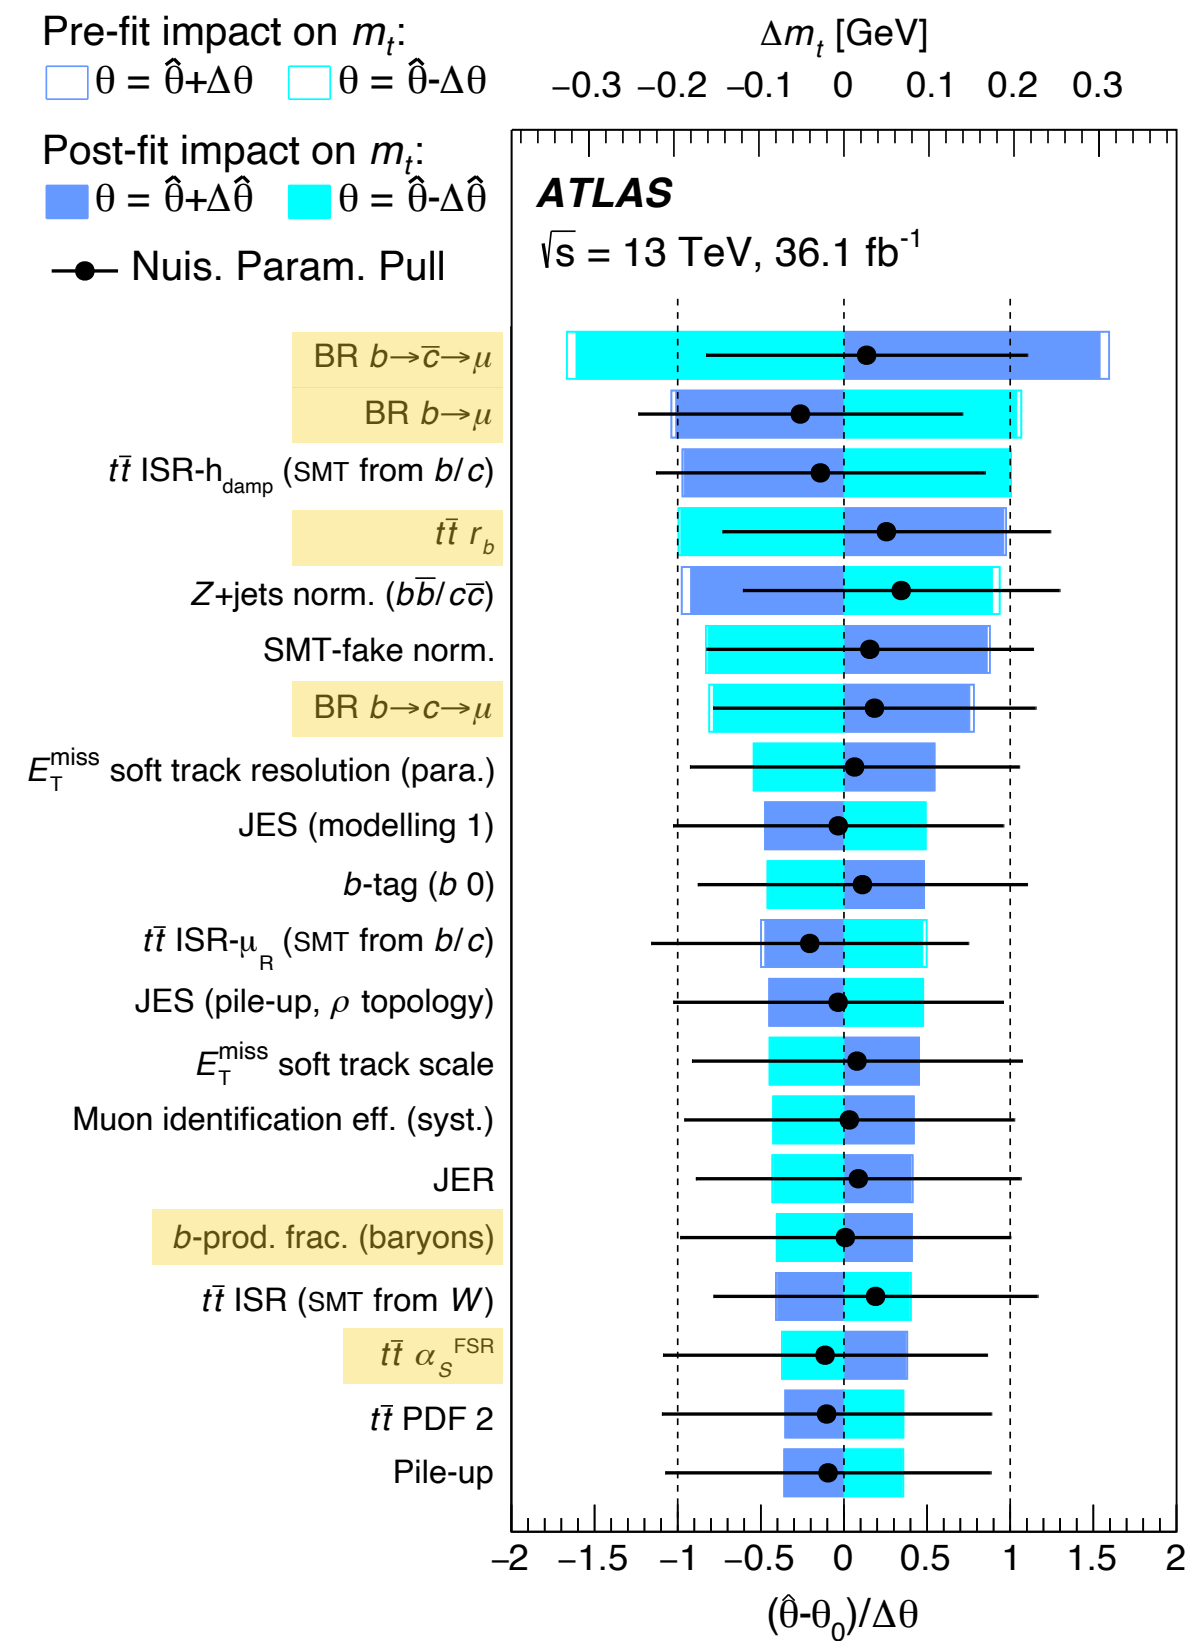 Pre-fit impact on m_t:
θ = θ̂+Δθ  θ = θ̂-Δθ
Post-fit impact on m_t:
θ = θ̂+Δθ̂  θ = θ̂-Δθ̂
Nuis. Param. Pull
Δm_t [GeV]
−0.3 −0.2 −0.1 0 0.1 0.2 0.3
ATLAS
√s = 13 TeV, 36.1 fb⁻¹
BR b→c̅→μ
BR b→μ
tt̅ ISR-h_damp (SMT from b/c)
tt̅ r_b
Z+jets norm. (bb̅/cc̅)
SMT-fake norm.
BR b→c→μ
E_T^miss soft track resolution (para.)
JES (modelling 1)
b-tag (b 0)
tt̅ ISR-μ_R (SMT from b/c)
JES (pile-up, ρ topology)
E_T^miss soft track scale
Muon identification eff. (syst.)
JER
b-prod. frac. (baryons)
tt̅ ISR (SMT from W)
tt̅ α_S^FSR
tt̅ PDF 2
Pile-up
−2 −1.5 −1 −0.5 0 0.5 1 1.5 2
(θ̂-θ₀)/Δθ